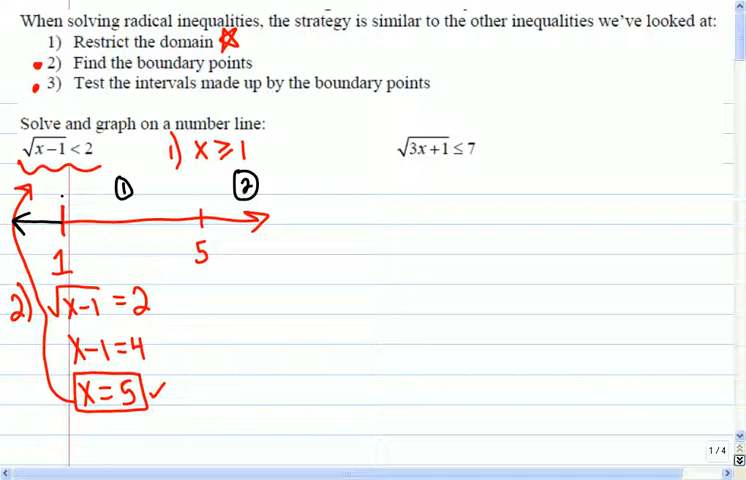 When solving radical inequalities, the strategy is similar to the other inequalities we've looked at:
1) Restrict the domain
2) Find the boundary points
3) Test the intervals made up by the boundary points
Solve and graph on a number line:
√x−1 < 2
1) x ≥ 1
√3x+1 ≤ 7
① ②
1 5
2) √x−1 = 2
x−1=4
x=5 ✓
1 / 4